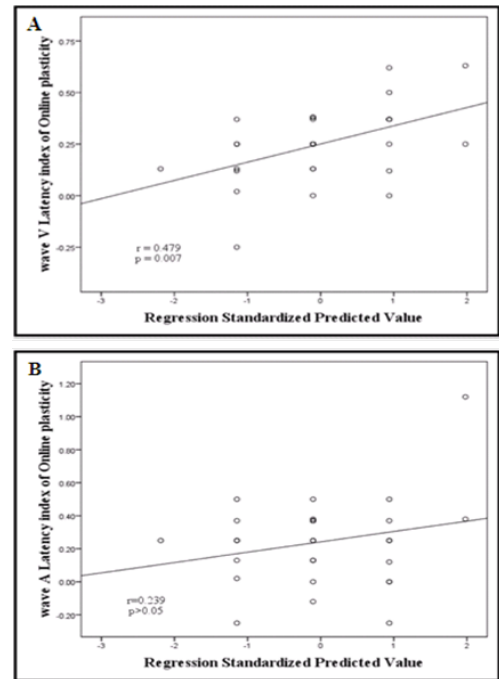 A
wave V Latency index of Online plasticity
0.75
0.50
0.25
0.00
-0.25
r = 0.479
p = 0.007
-3 -2 -1 0 1 2
Regression Standardized Predicted Value
B
wave A Latency index of Online plasticity
1.20
1.00
0.80
0.60
0.40
0.20
0.00
-0.20
r=0.239
p>0.05
-3 -2 -1 0 1 2
Regression Standardized Predicted Value